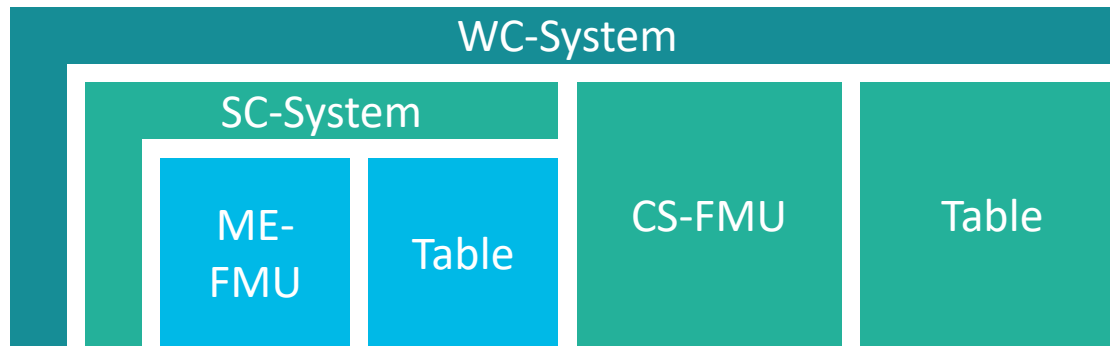 WC-System
SC-System
ME-
FMU
Table
CS-FMU
Table